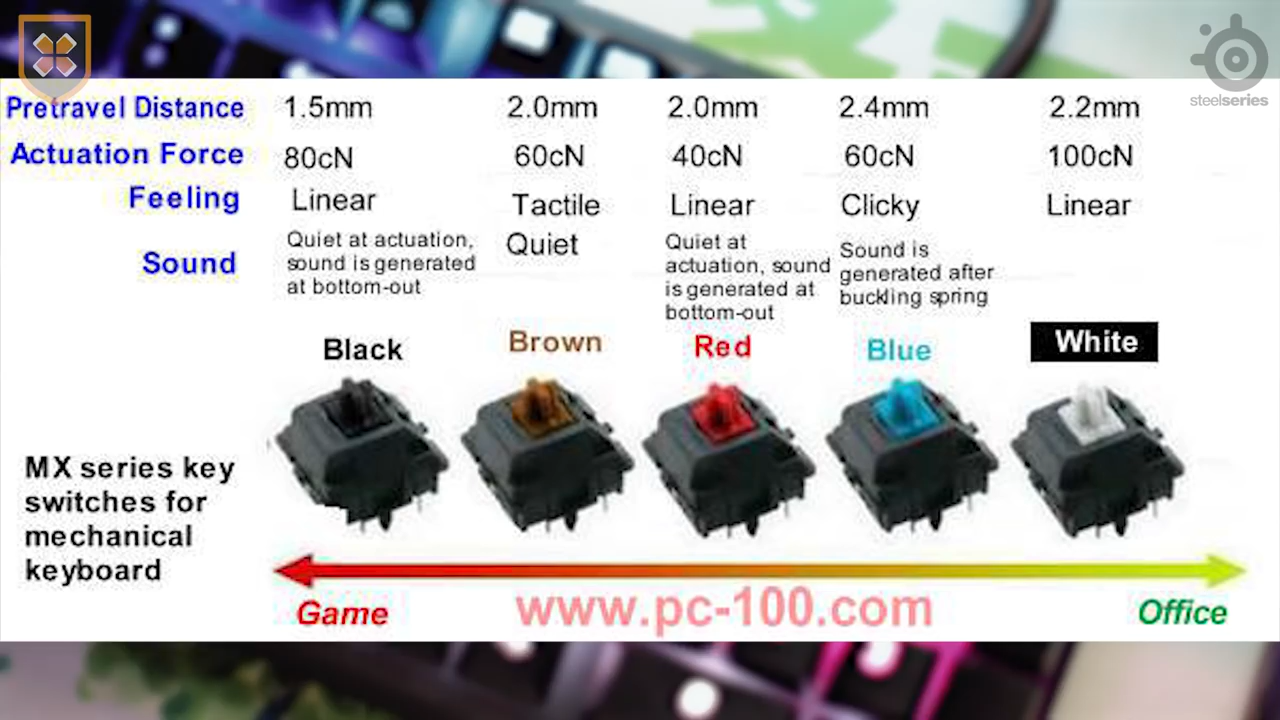 steelseries
Pretravel Distance 1.5mm 2.0mm 2.0mm 2.4mm 2.2mm
Actuation Force 80cN 60cN 40cN 60cN 100cN
Feeling Linear Tactile Linear Clicky Linear
Sound
Quiet at actuation,
sound is generated
at bottom-out
Quiet
Quiet at
actuation, sound
is generated at
bottom-out
Sound is
generated after
buckling spring
Black Brown Red Blue White
MX series key
switches for
mechanical
keyboard
Game Office
www.pc-100.com